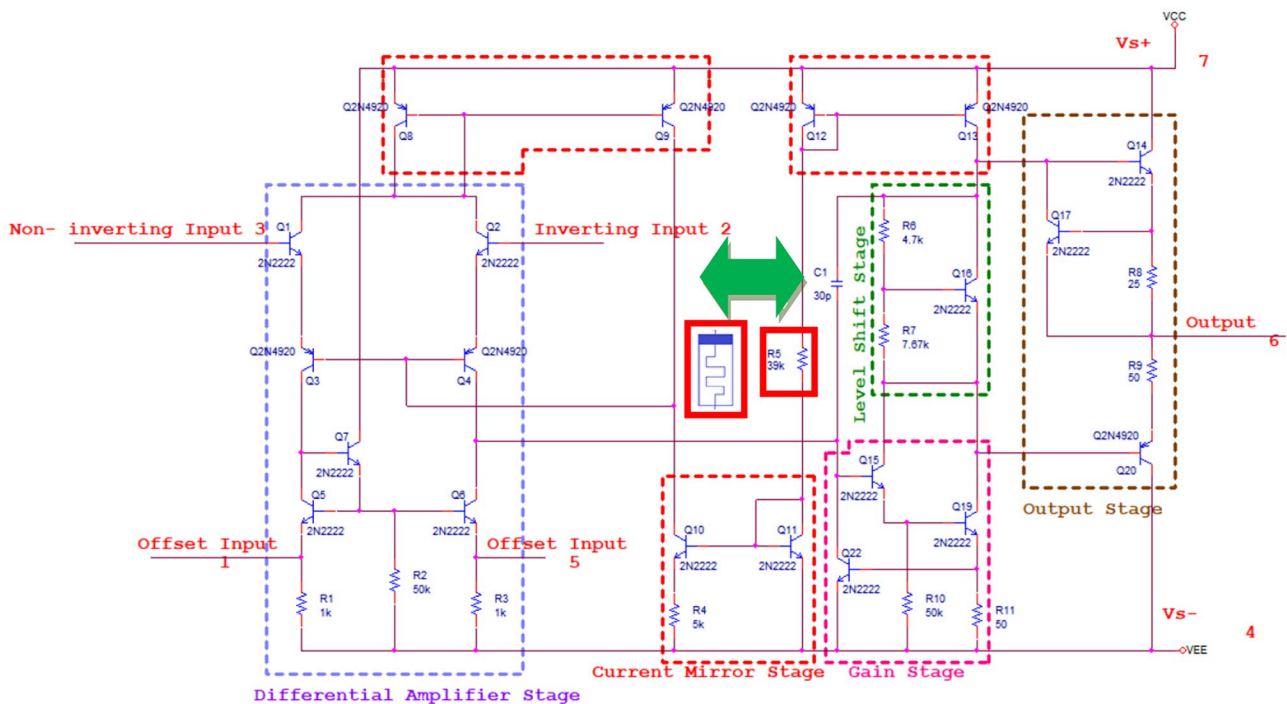 VCC
Vs+
7
Q2N4920
Q8
Q2N4920
Q9
Q2N4920
Q12
Q2N4920
Q13
Q14
2N2222
Non- inverting Input 3
Q1
2N2222
Q2
2N2222
Inverting Input 2
Q17
2N2222
R6
4.7k
Level Shift Stage
C1
30p
Q16
2N2222
R8
25
R7
7.67k
Output
6
Q2N4920
Q3
Q2N4920
Q4
R5
39k
R9
50
Q7
2N2222
Q2N4920
Q20
Q15
2N2222
Q5
2N2222
Q6
2N2222
Output Stage
Q19
2N2222
Offset Input
1
Offset Input
5
Q10
2N2222
Q11
2N2222
Q22
2N2222
R2
50k
R1
1k
R3
1k
R4
5k
R10
50k
R11
50
Vs-
4
VEE
Current Mirror Stage
Gain Stage
Differential Amplifier Stage